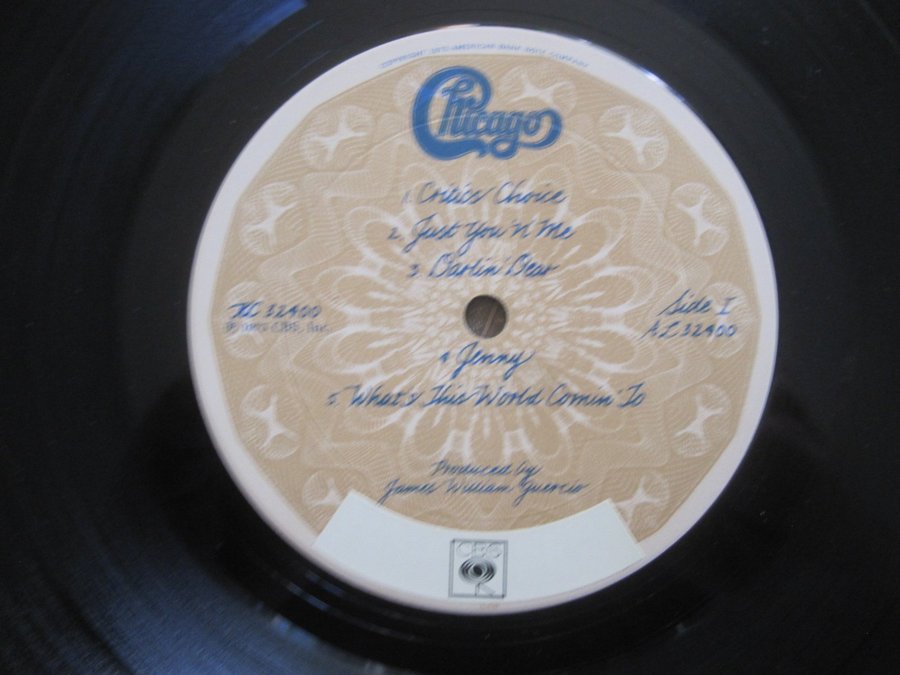 Chicago
1. Critics' Choice
2. Just You 'N' Me
3. Darlin' Dear
KC 32400
Side I
AL 32400
4. Jenny
5. What's This World Comin' To
Produced by
James William Guercio
CBS